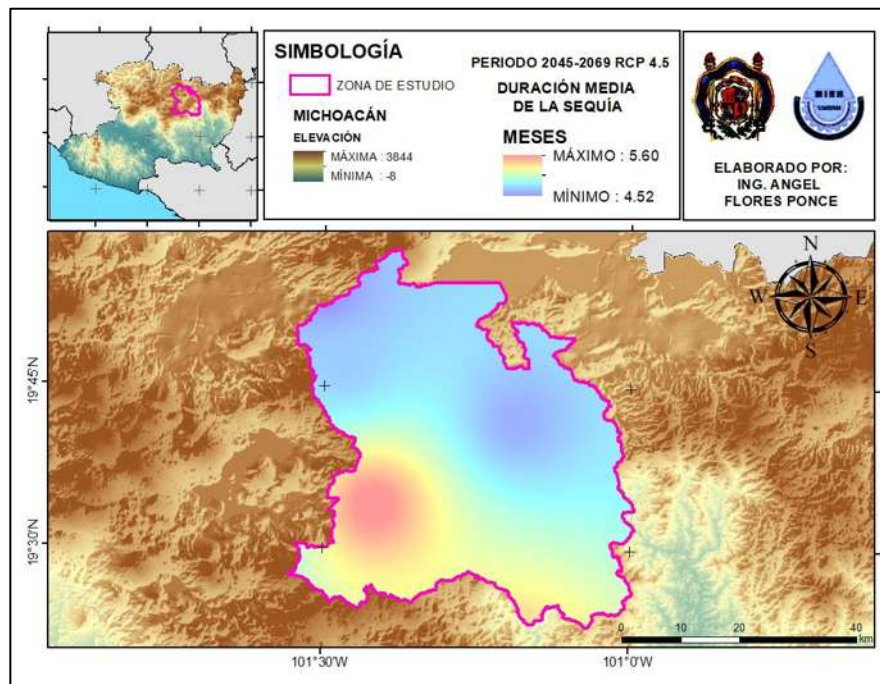 SIMBOLOGÍA
ZONA DE ESTUDIO
MICHOACÁN
ELEVACIÓN
MÁXIMA : 3844
MÍNIMA : -8
PERIODO 2045-2069 RCP 4.5
DURACIÓN MEDIA
DE LA SEQUÍA
MESES
MÁXIMO : 5.60
MÍNIMO : 4.52
ELABORADO POR:
ING. ANGEL
FLORES PONCE
N
W
E
S
19°45'N
19°30'N
0 10 20 40
km
101°30'W
101°0'W